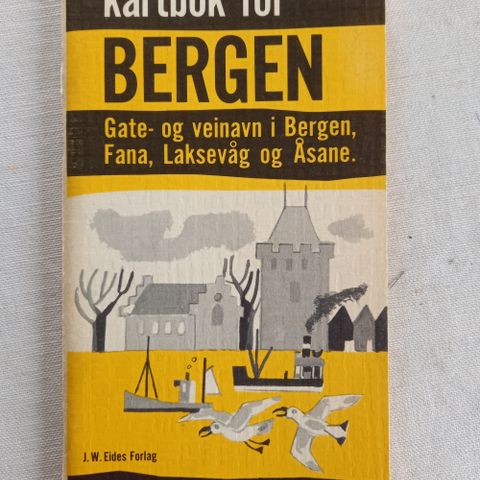 kartbok for
BERGEN
Gate- og veinavn i Bergen,
Fana, Laksevåg og Åsane.
J. W. Eides Forlag